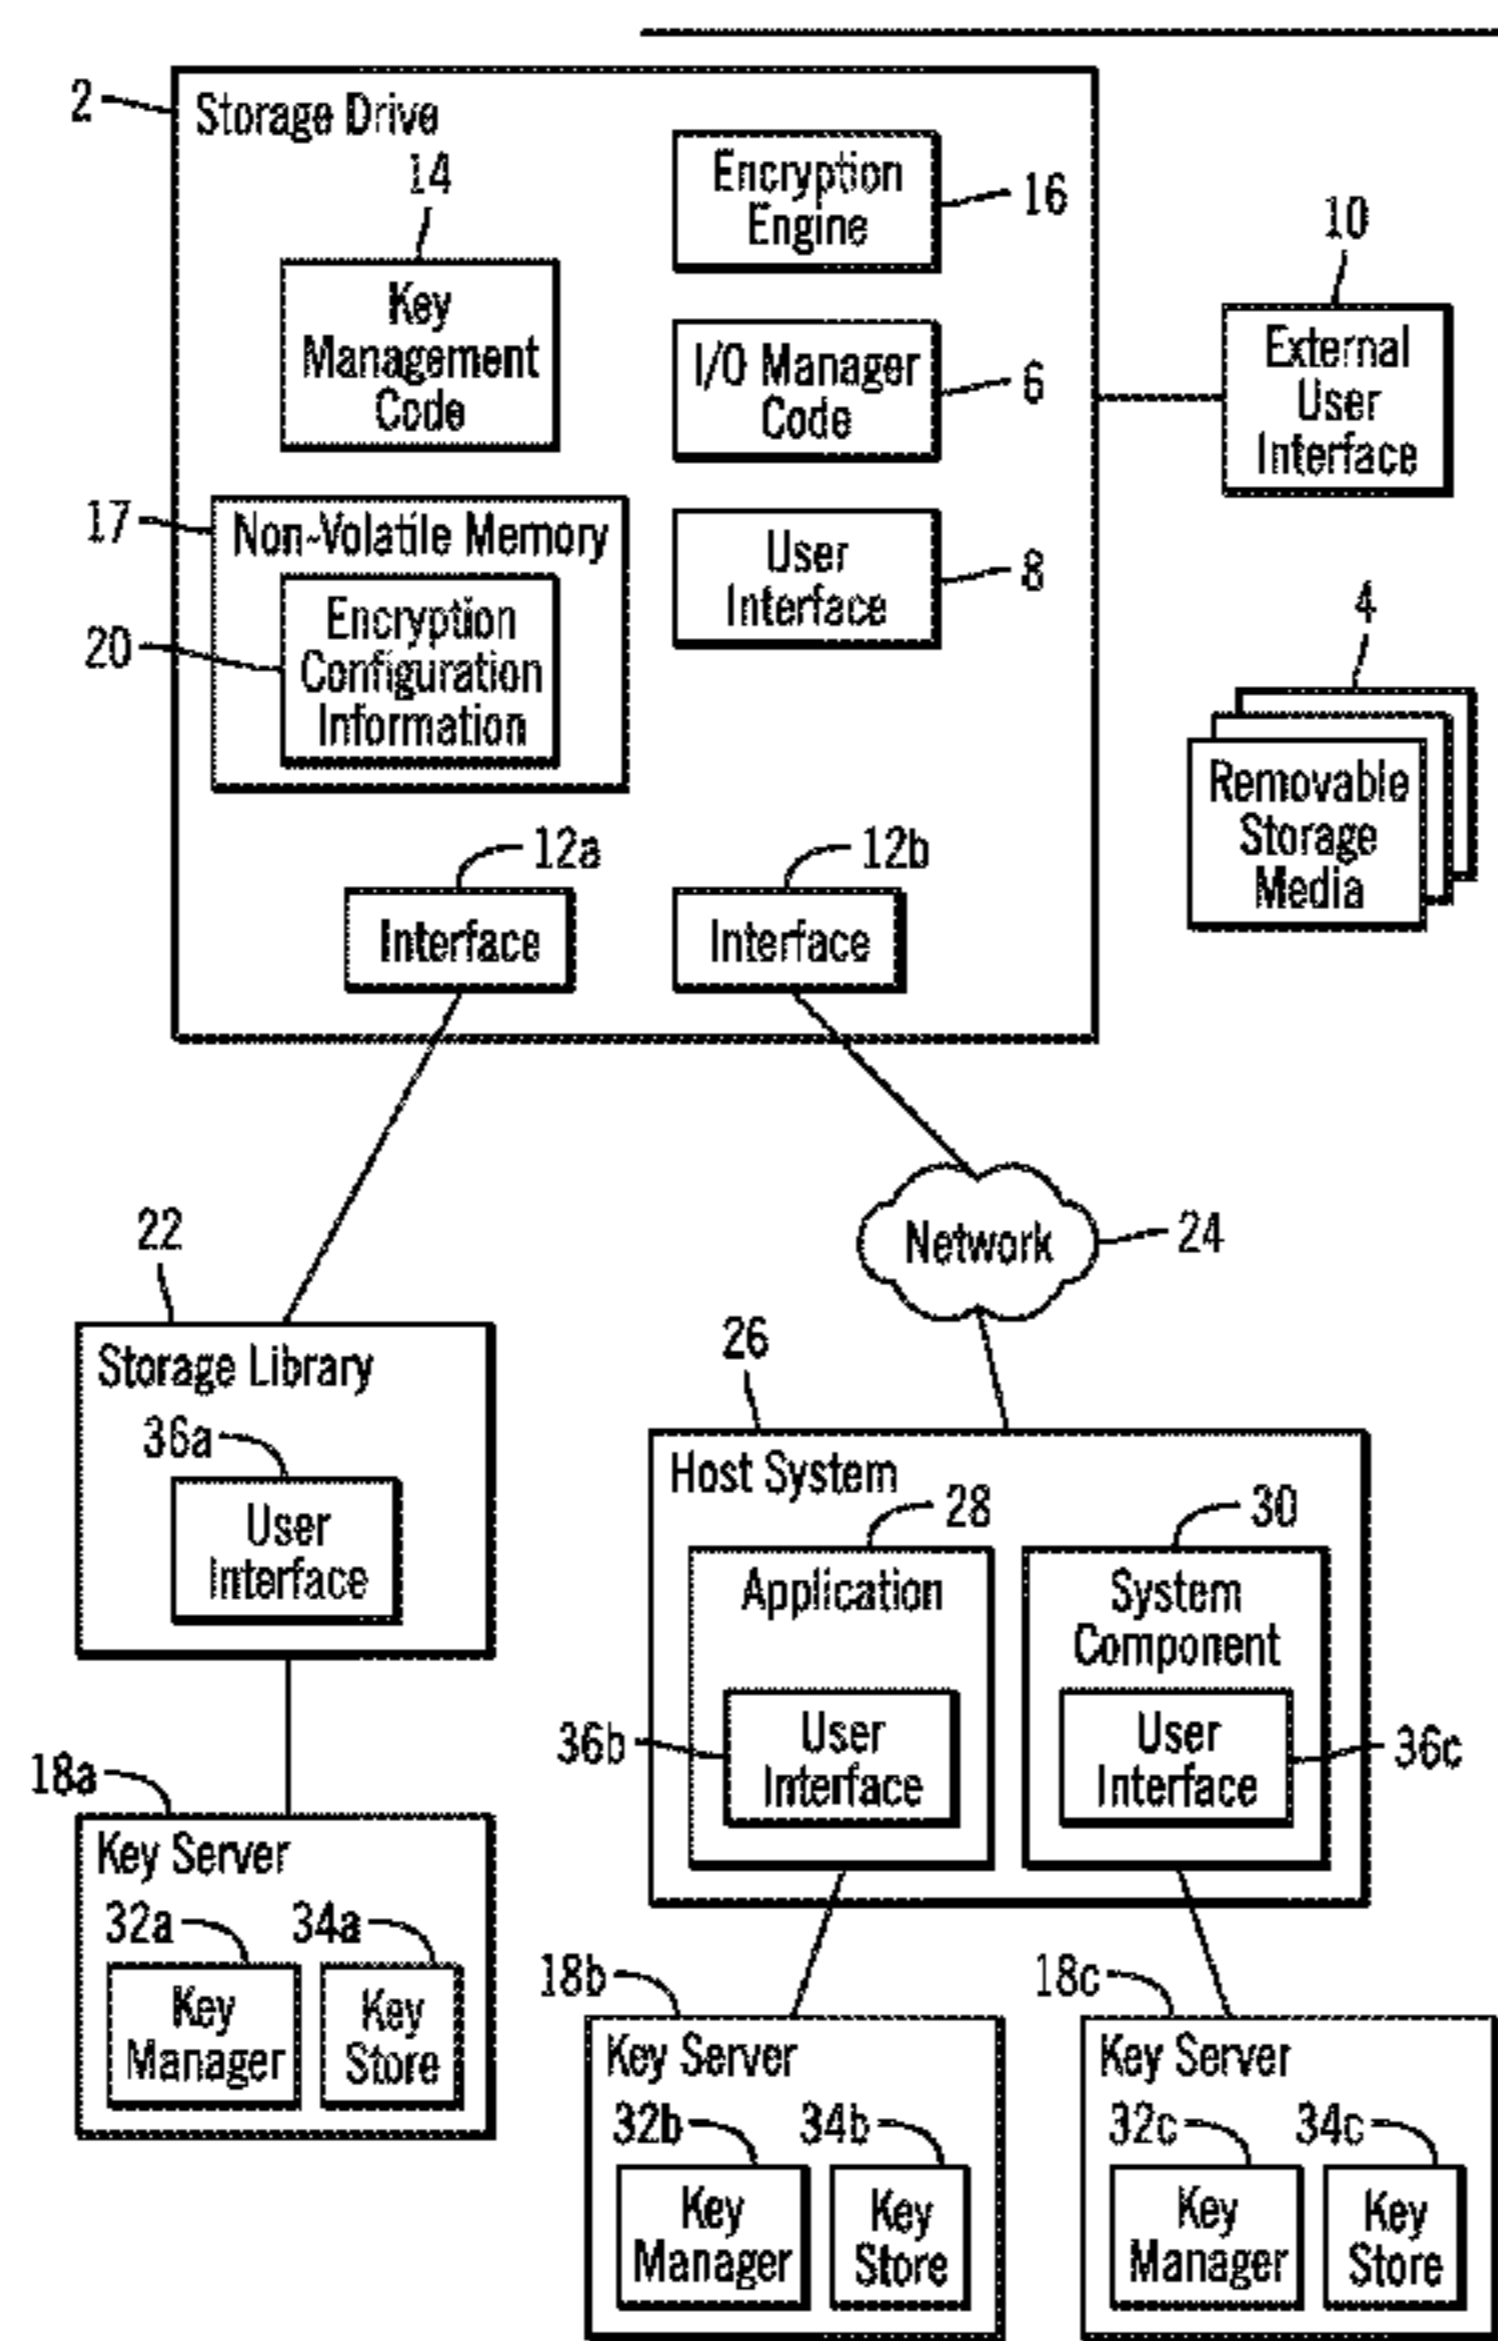 2
Storage Drive
14
Key
Management
Code
Encryption
Engine
16
I/O Manager
Code
6
10
External
User
Interface
17
Non-Volatile Memory
20
Encryption
Configuration
Information
User
Interface
8
4
Removable
Storage
Media
12a
Interface
12b
Interface
Network
24
22
Storage Library
36a
User
Interface
26
Host System
28
Application
36b
User
Interface
30
System
Component
User
Interface
36c
18a
Key Server
32a
Key
Manager
34a
Key
Store
18b
Key Server
32b
Key
Manager
34b
Key
Store
18c
Key Server
32c
Key
Manager
34c
Key
Store